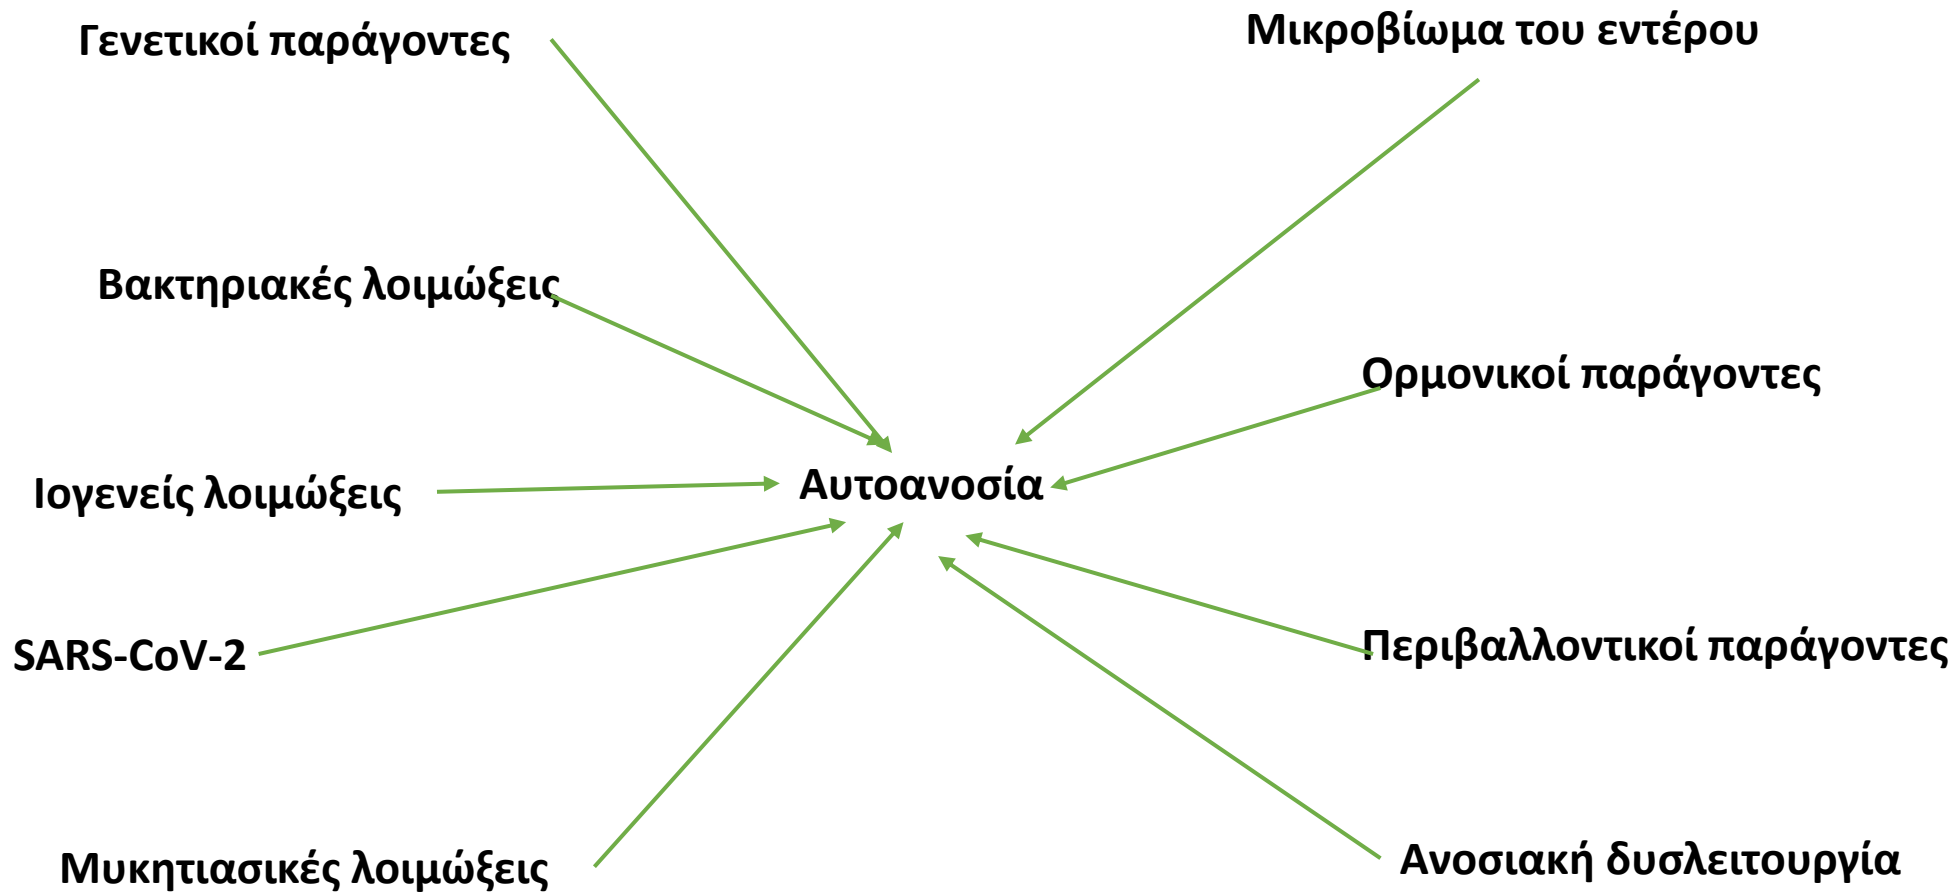 Γενετικοί παράγοντες
Μικροβίωμα του εντέρου
Βακτηριακές λοιμώξεις
Ορμονικοί παράγοντες
Ιογενείς λοιμώξεις
Αυτοανοσία
SARS-CoV-2
Περιβαλλοντικοί παράγοντες
Μυκητιασικές λοιμώξεις
Ανοσιακή δυσλειτουργία